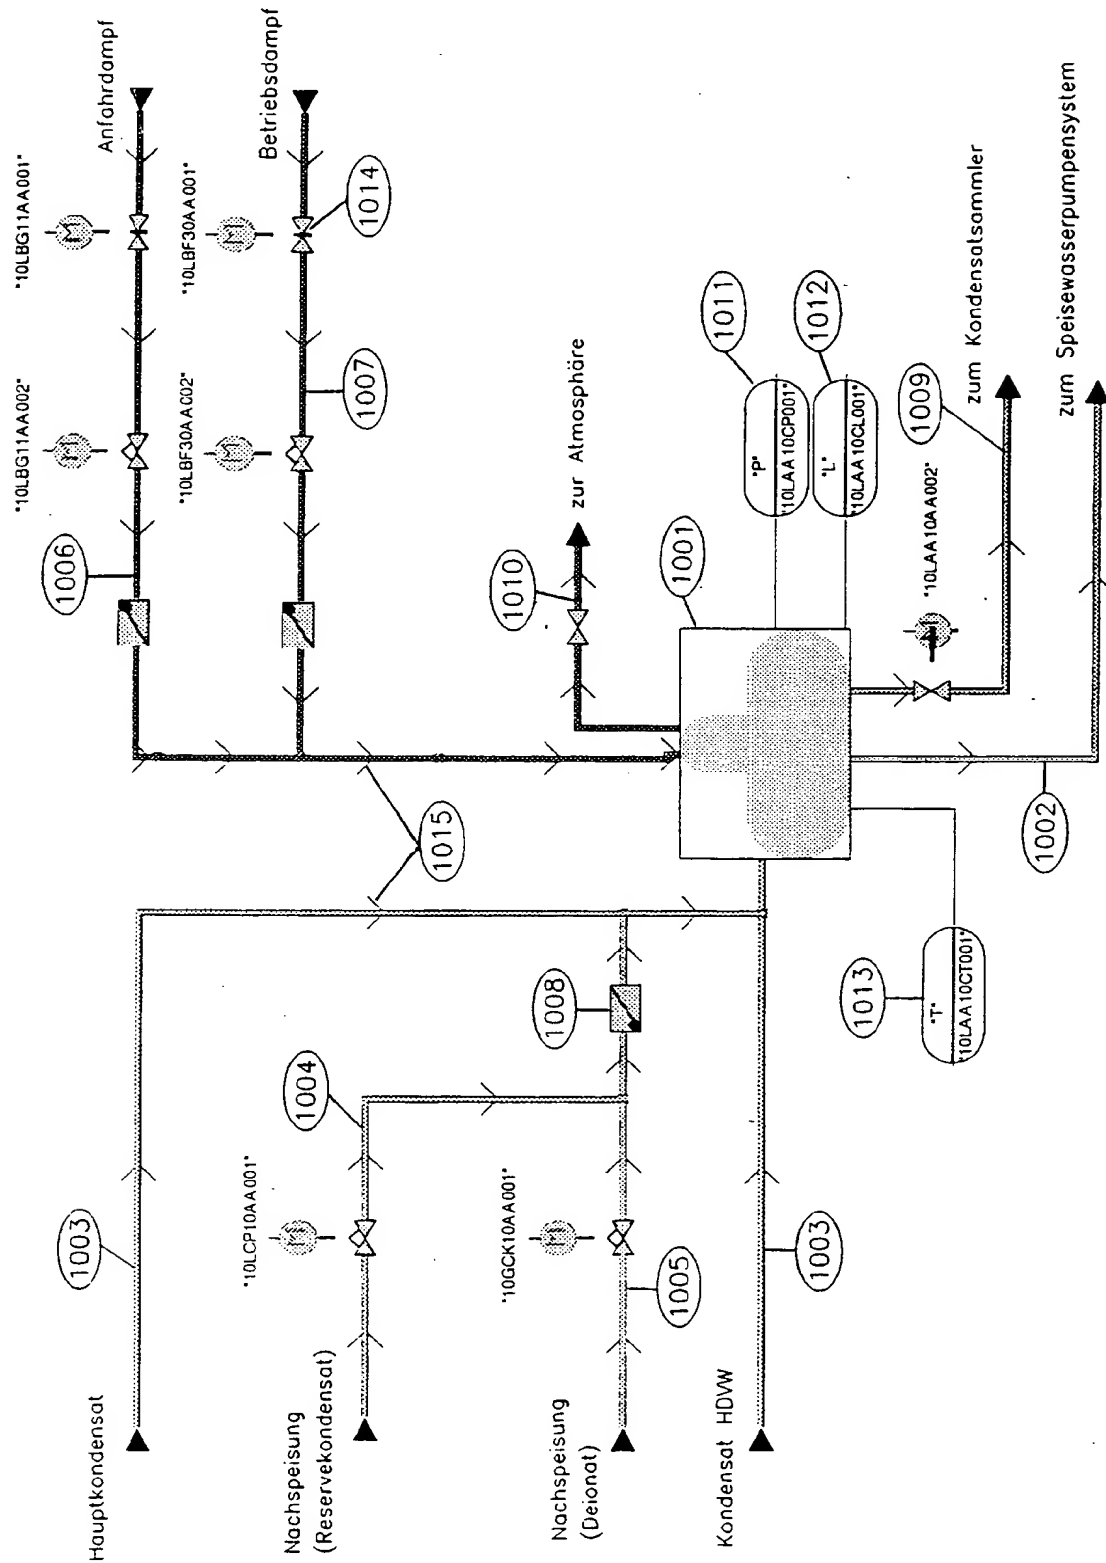 "10LBG11AA002"
"10LBG11AA001"
Hauptkondensat
1003
1006
Anfahrdampf
"10LBF30AAC02"
"10LBF30AA001"
"10LCP10AA001"
Betriebsdampf
Nachspeisung
(Reservekondensat)
1004
1007
1014
1015
"10GCK10AA001"
1010
zur Atmosphäre
Nachspeisung
(Deionat)
1008
1005
1001
1011
"P"
"10LAA10CP001"
Kondensat HDVW
1003
1012
"L"
"10LAA10CL001"
1013
1009
"10LAA10AA002"
"T"
"10LAA10CT001"
zum Kondensatsammler
1002
zum Speisewasserpumpensystem
M
M
M
M
M
M
M